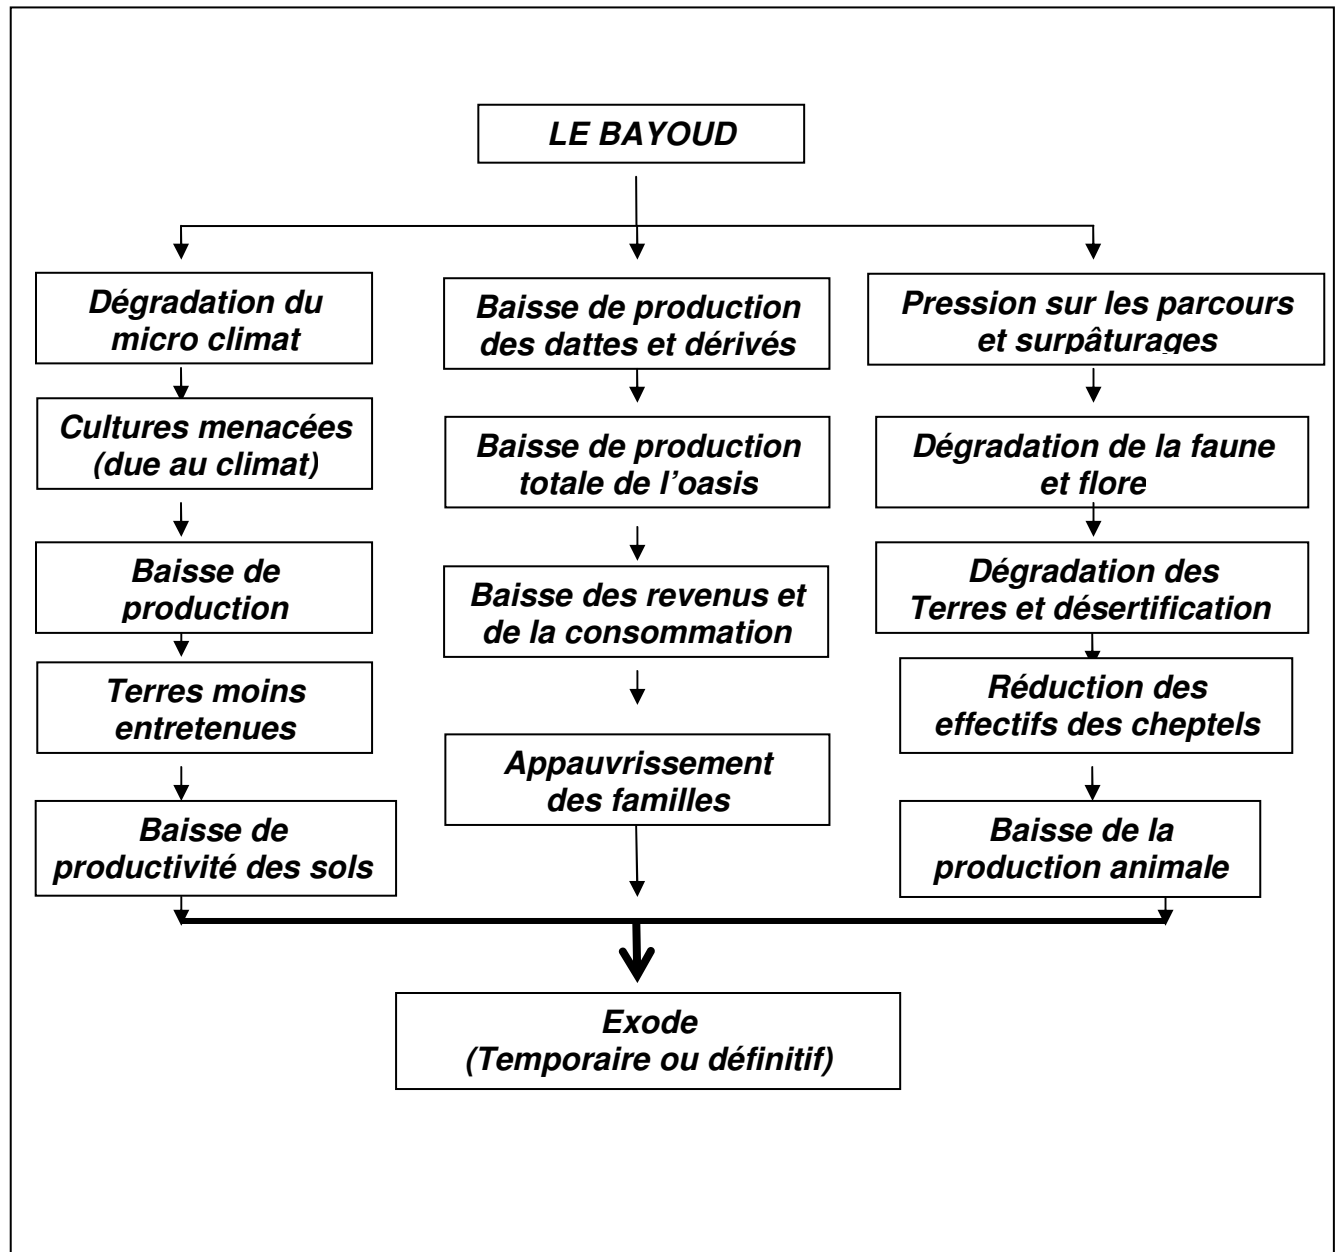 LE BAYOUD
Dégradation du
micro climat
Cultures menacées
(due au climat)
Baisse de
production
Terres moins
entretenues
Baisse de
productivité des sols
Baisse de production
des dattes et dérivés
Baisse de production
totale de l’oasis
Baisse des revenus et
de la consommation
Appauvrissement
des familles
Pression sur les parcours
et surpâturages
Dégradation de la faune
et flore
Dégradation des
Terres et désertification
Réduction des
effectifs des cheptels
Baisse de la
production animale
Exode
(Temporaire ou définitif)